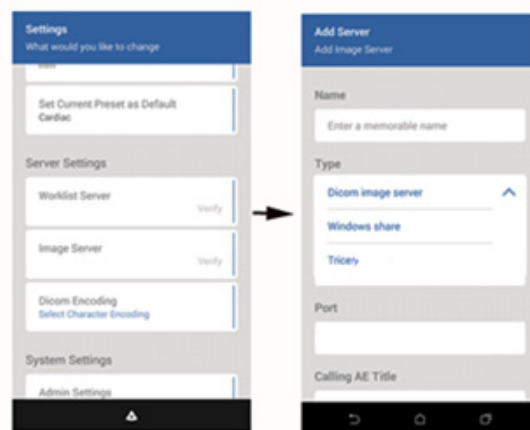 Settings
What would you like to change
Set Current Preset as Default
Cardiac
Server Settings
Worklist Server
Verify
Image Server
Verify
Dicom Encoding
Select Character Encoding
System Settings
Admin Settings
Add Server
Add Image Server
Name
Enter a memorable name
Type
Dicom image server
Windows share
Tricefy
Port
Calling AE Title